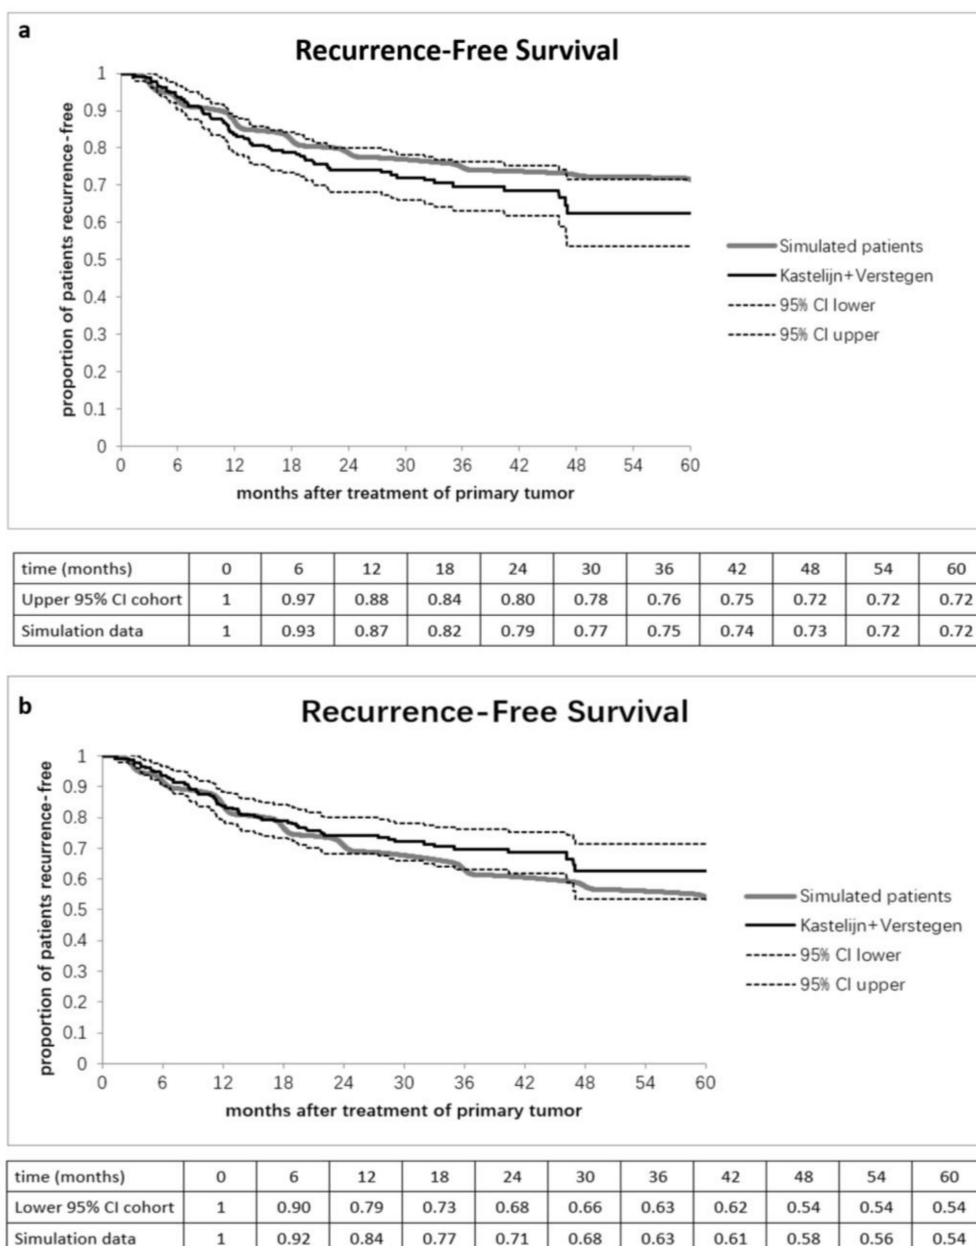 a
Recurrence-Free Survival
proportion of patients recurrence-free
1
0.9
0.8
0.7
0.6
0.5
0.4
0.3
0.2
0.1
0
0 6 12 18 24 30 36 42 48 54 60
months after treatment of primary tumor
Simulated patients
Kastelijn+Verstegen
95% CI lower
95% CI upper
time (months) 0 6 12 18 24 30 36 42 48 54 60
Upper 95% CI cohort 1 0.97 0.88 0.84 0.80 0.78 0.76 0.75 0.72 0.72 0.72
Simulation data 1 0.93 0.87 0.82 0.79 0.77 0.75 0.74 0.73 0.72 0.72
b
Recurrence-Free Survival
proportion of patients recurrence-free
1
0.9
0.8
0.7
0.6
0.5
0.4
0.3
0.2
0.1
0
0 6 12 18 24 30 36 42 48 54 60
months after treatment of primary tumor
Simulated patients
Kastelijn+Verstegen
95% CI lower
95% CI upper
time (months) 0 6 12 18 24 30 36 42 48 54 60
Lower 95% CI cohort 1 0.90 0.79 0.73 0.68 0.66 0.63 0.62 0.54 0.54 0.54
Simulation data 1 0.92 0.84 0.77 0.71 0.68 0.63 0.61 0.58 0.56 0.54